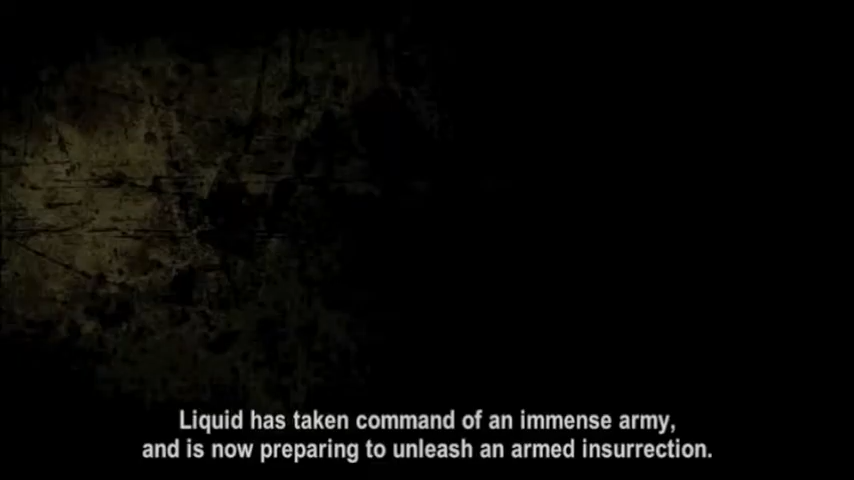 Liquid has taken command of an immense army,
and is now preparing to unleash an armed insurrection.